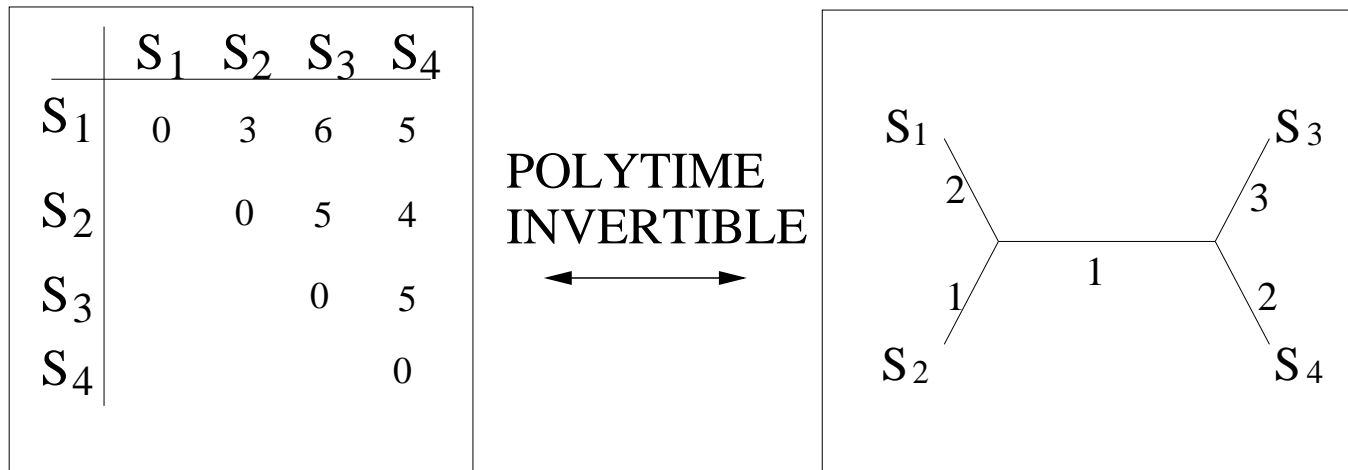 S1 S2 S3 S4
S1 0 3 6 5
S2 0 5 4
S3 0 5
S4 0
POLYTIME
INVERTIBLE
S1 S3
2 3
1
1 2
S2 S4